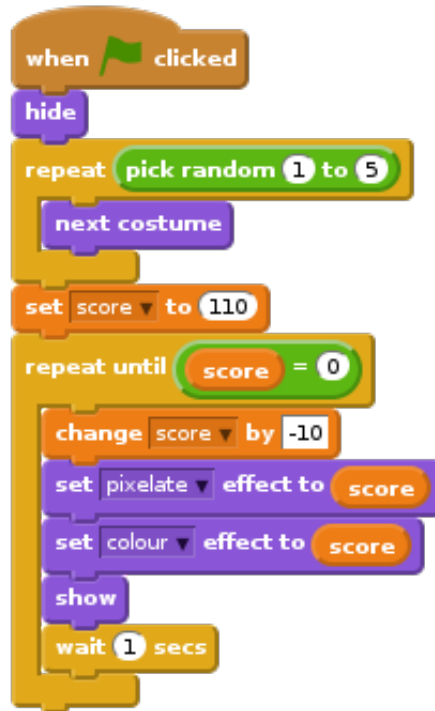 when clicked
hide
repeat pick random 1 to 5
next costume
set score to 110
repeat until score = 0
change score by -10
set pixelate effect to score
set colour effect to score
show
wait 1 secs